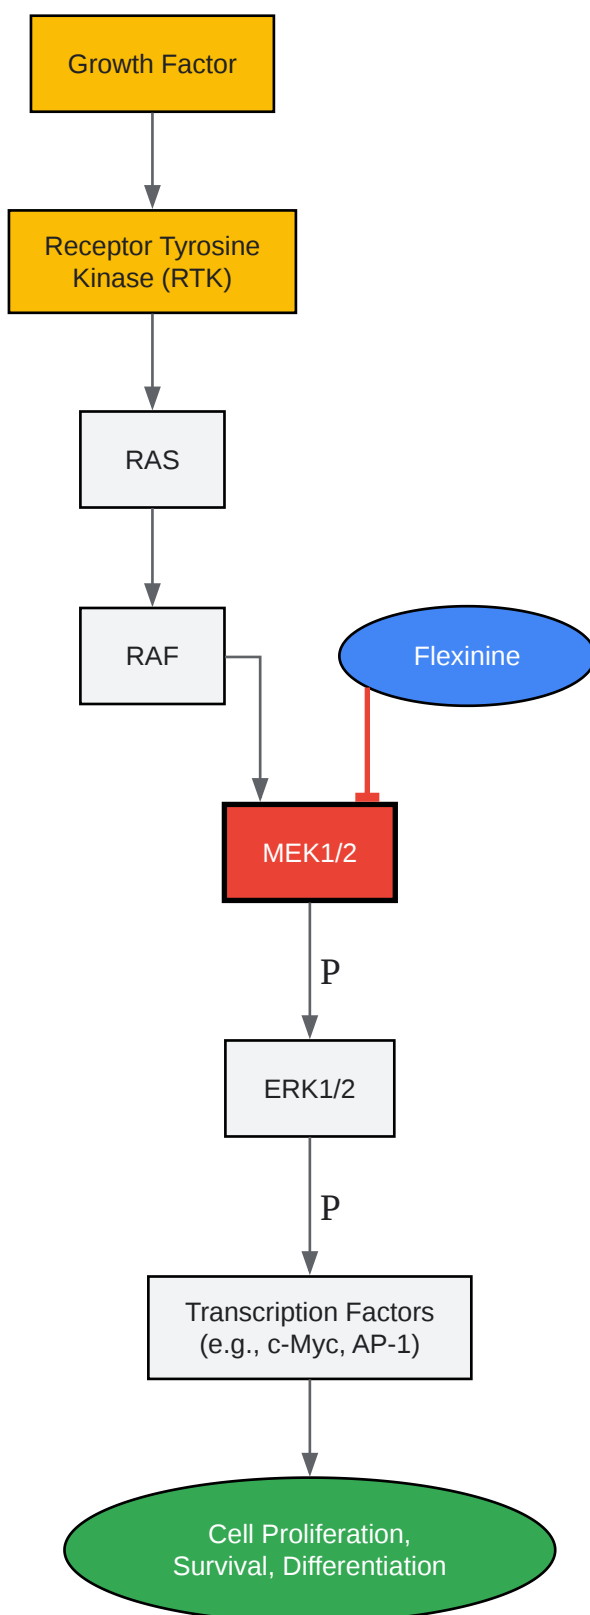 Growth Factor
Receptor Tyrosine
Kinase (RTK)
RAS
RAF
Flexinine
MEK1/2
P
ERK1/2
P
Transcription Factors
(e.g., c-Myc, AP-1)
Cell Proliferation,
Survival, Differentiation